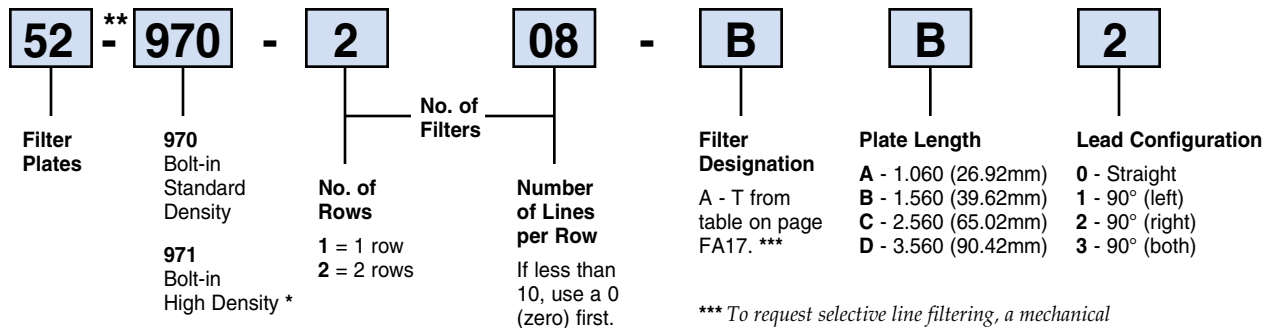 52 -** 970 - 2 08 - B B 2
No. of
Filters
Filter
Plates
970
Bolt-in
Standard
Density
971
Bolt-in
High Density *
No. of
Rows
1 = 1 row
2 = 2 rows
Number
of Lines
per Row
If less than
10, use a 0
(zero) first.
Filter
Designation
A - T from
table on page
FA17. ***
Plate Length
A - 1.060 (26.92mm)
B - 1.560 (39.62mm)
C - 2.560 (65.02mm)
D - 3.560 (90.42mm)
Lead Configuration
0 - Straight
1 - 90° (left)
2 - 90° (right)
3 - 90° (both)
*** To request selective line filtering, a mechanical